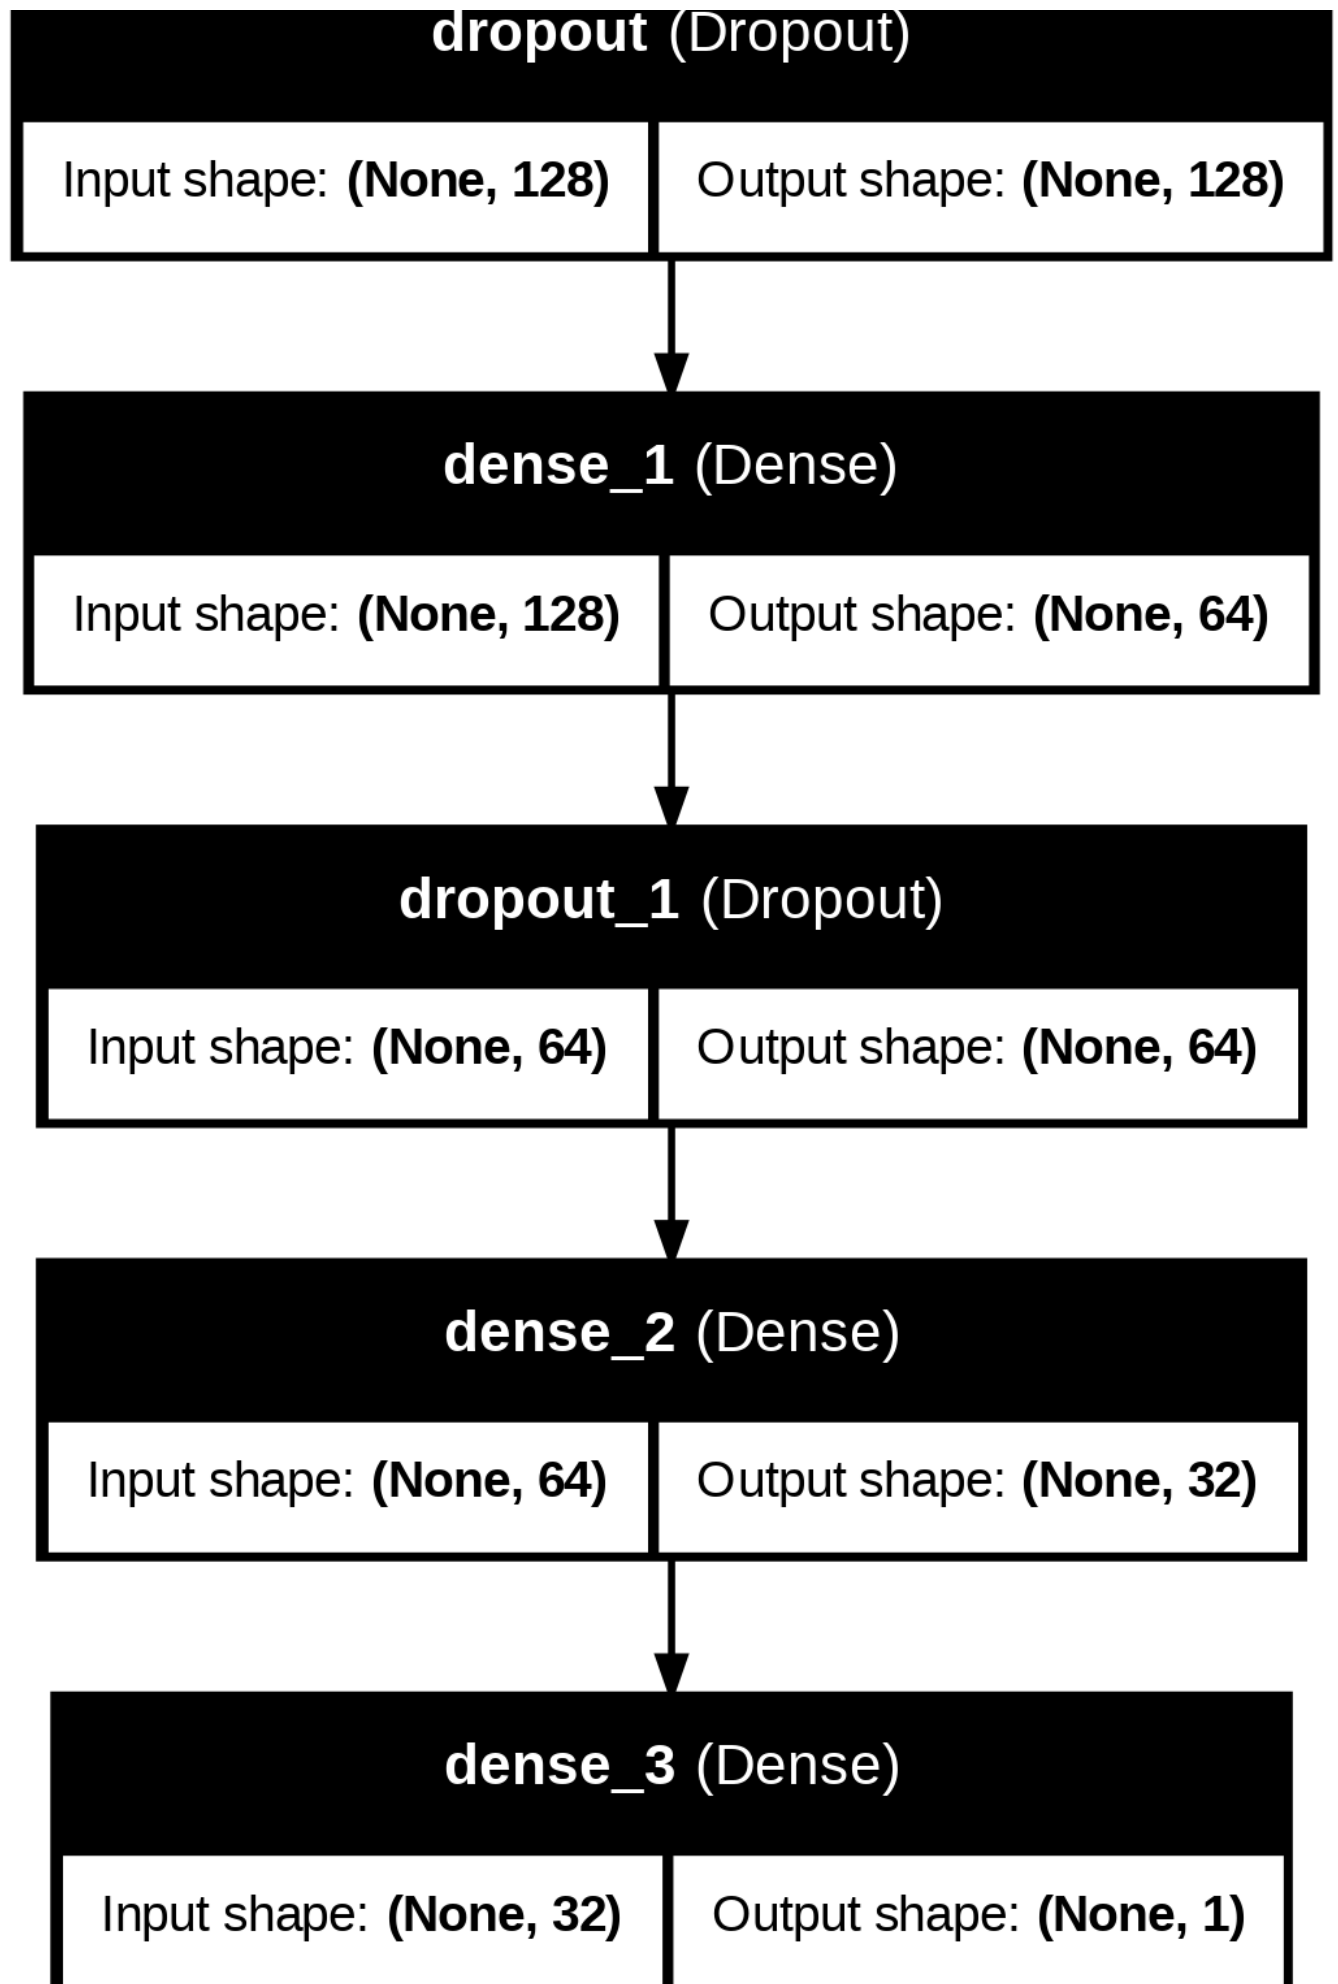 dropout (Dropout)
Input shape: (None, 128) Output shape: (None, 128)
dense_1 (Dense)
Input shape: (None, 128) Output shape: (None, 64)
dropout_1 (Dropout)
Input shape: (None, 64) Output shape: (None, 64)
dense_2 (Dense)
Input shape: (None, 64) Output shape: (None, 32)
dense_3 (Dense)
Input shape: (None, 32) Output shape: (None, 1)